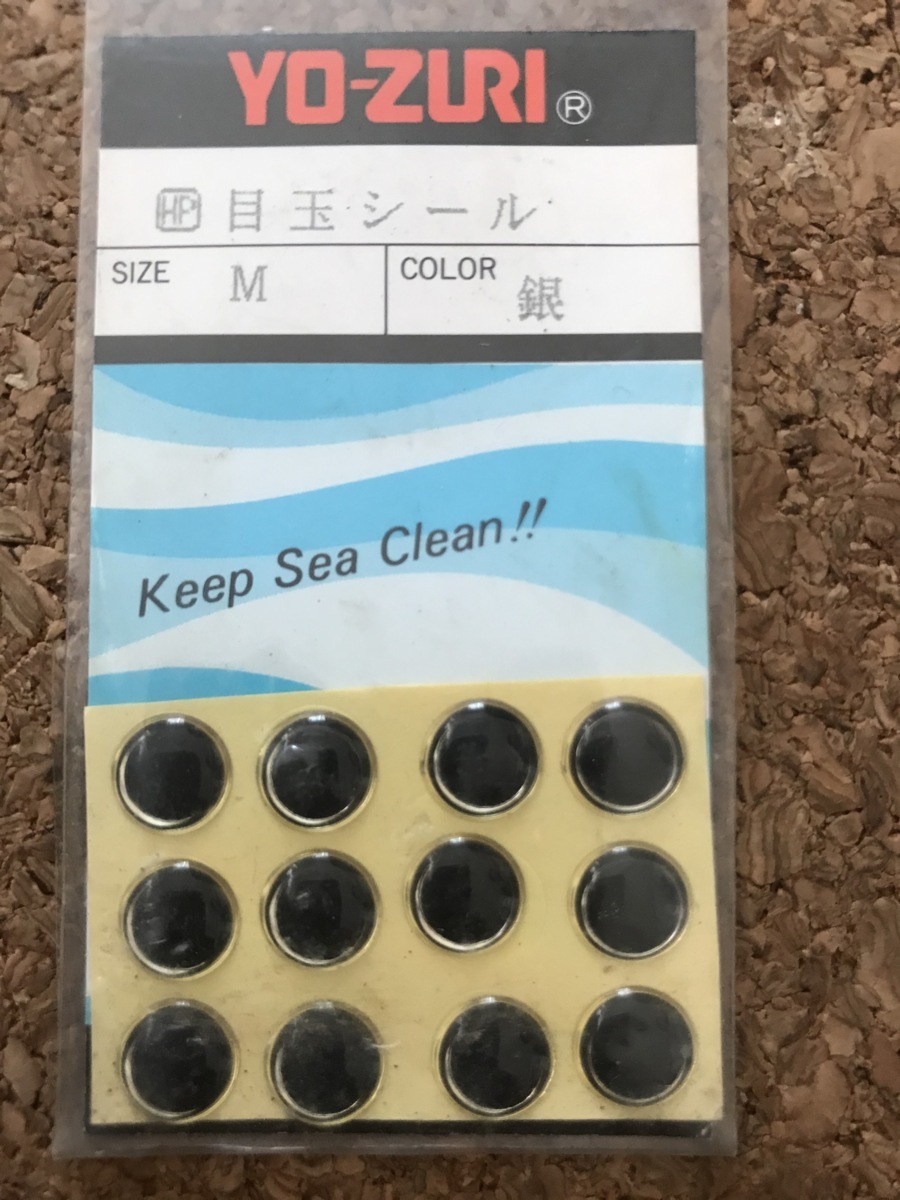 YO-ZURI®
HP 目玉シール
SIZE M COLOR 銀
Keep Sea Clean!!